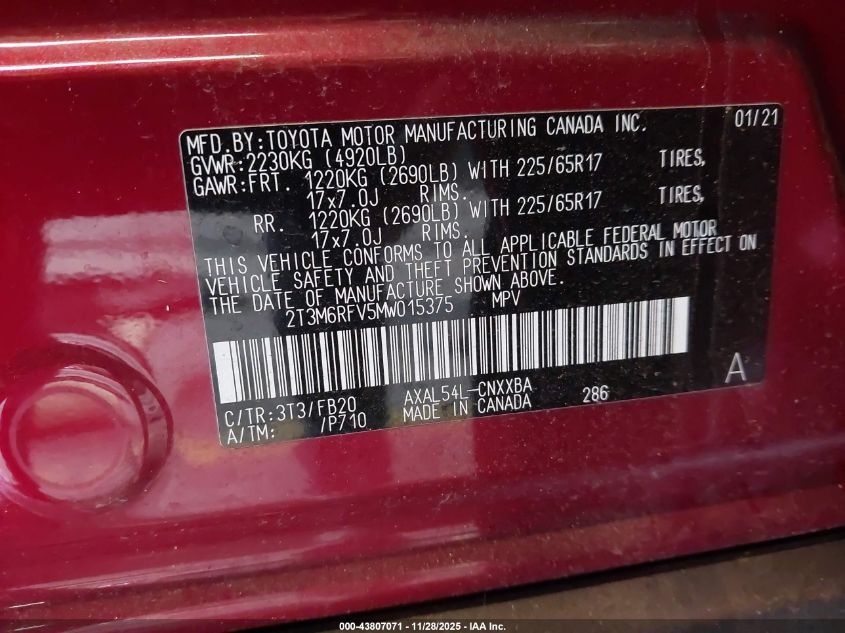 MFD.BY:TOYOTA MOTOR MANUFACTURING CANADA INC. 01/21
GVWR:2230KG (4920LB)
GAWR:FRT. 1220KG (2690LB) WITH 225/65R17 TIRES,
17x7.0J RIMS.
RR. 1220KG (2690LB) WITH 225/65R17 TIRES,
17x7.0J RIMS.
THIS VEHICLE CONFORMS TO ALL APPLICABLE FEDERAL MOTOR
VEHICLE SAFETY AND THEFT PREVENTION STANDARDS IN EFFECT ON
THE DATE OF MANUFACTURE SHOWN ABOVE.
2T3M6RFV5MW015375 MPV
A
C/TR:3T3/FB20 AXAL54L-CNXXBA 286
A/TM: /P710 MADE IN CANADA
000-43807071 - 11/28/2025 - IAA Inc.